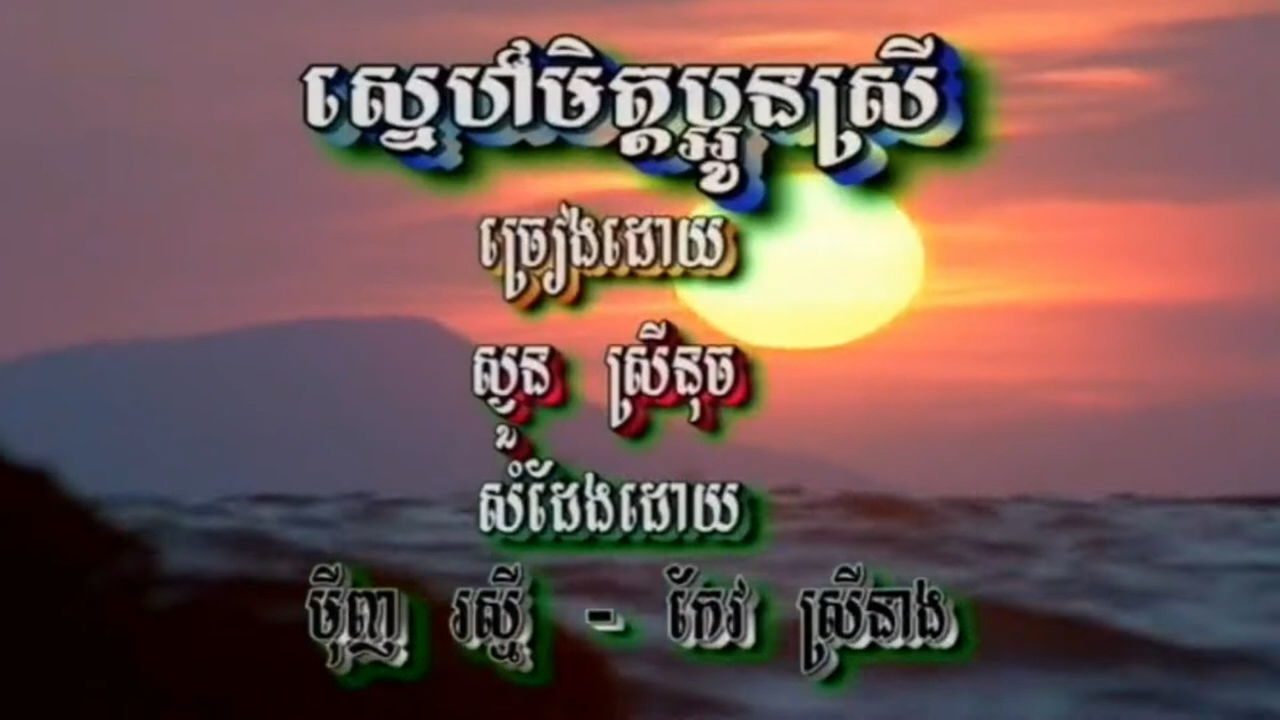 ស្នេហ៍មិត្តប្អូនស្រី
ច្រៀងដោយ
សួន ស្រីនុច
សំដែងដោយ
ម៉ីញ រស្មី - កែវ ស្រីនាង